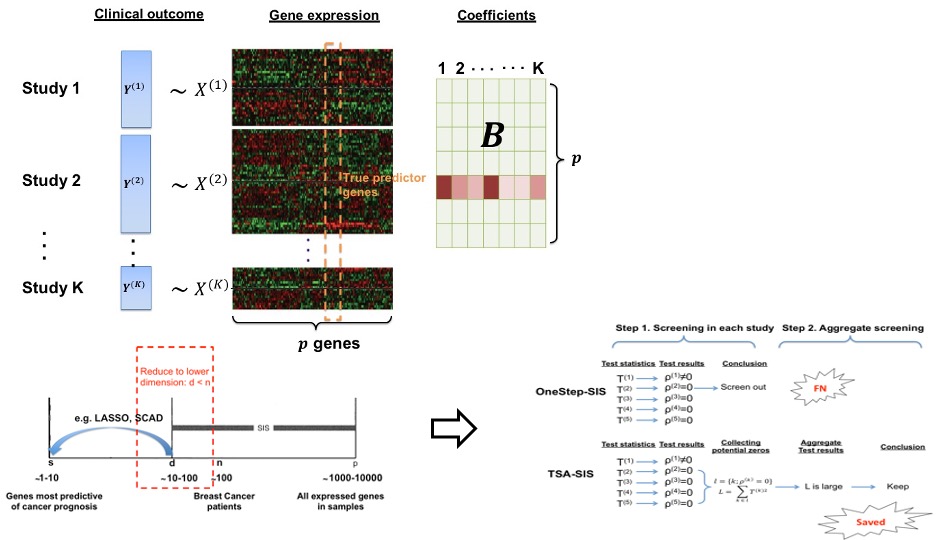 Clinical outcome
Gene expression
Coefficients
Study 1
Y(1)
~ X(1)
1 2 · · · · · · K
Study 2
Y(2)
~ X(2)
True predictor
genes
B
p
Study K
Y(K)
~ X(K)
p genes
Reduce to lower
dimension: d < n
e.g. LASSO, SCAD
SIS
s
d
n
p
~1-10
~10-100
~100
~1000-10000
Genes most predictive
of cancer prognosis
Breast Cancer
patients
All expressed genes
in samples
Step 1. Screening in each study
Step 2. Aggregate screening
Test statistics
Test results
Conclusion
OneStep-SIS
T(1) ρ(1)≠0
T(2) ρ(2)=0
Screen out
T(3) ρ(3)=0
T(4) ρ(4)=0
T(5) ρ(5)=0
FN
Test statistics
Test results
Collecting
potential zeros
Aggregate
Test results
Conclusion
TSA-SIS
T(1) ρ(1)≠0
T(2) ρ(2)=0
T(3) ρ(3)=0
T(4) ρ(4)=0
T(5) ρ(5)=0
L is large
Keep
Saved